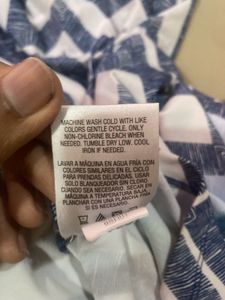 MACHINE WASH COLD WITH LIKE
COLORS GENTLE CYCLE. ONLY
NON-CHLORINE BLEACH WHEN
NEEDED. TUMBLE DRY LOW. COOL
IRON IF NEEDED.
LAVAR A MÁQUINA EN AGUA FRÍA CON
COLORES SIMILARES EN EL CICLO
PARA PRENDAS DELICADAS. USAR
SOLO BLANQUEADOR SIN CLORO
CUANDO SEA NECESARIO. SECAR EN
MÁQUINA A TEMPERATURA BAJA.
PLANCHAR CON UNA PLANCHA FRÍA
SI ES NECESARIO.